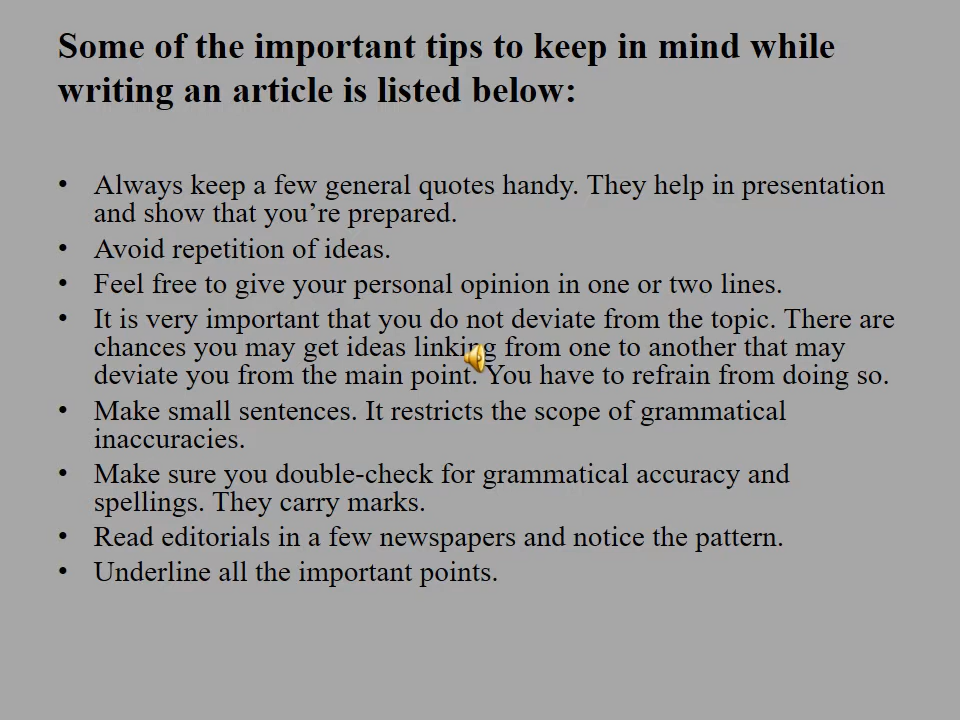 Some of the important tips to keep in mind while
writing an article is listed below:
• Always keep a few general quotes handy. They help in presentation
and show that you’re prepared.
• Avoid repetition of ideas.
• Feel free to give your personal opinion in one or two lines.
• It is very important that you do not deviate from the topic. There are
chances you may get ideas linking from one to another that may
deviate you from the main point. You have to refrain from doing so.
• Make small sentences. It restricts the scope of grammatical
inaccuracies.
• Make sure you double-check for grammatical accuracy and
spellings. They carry marks.
• Read editorials in a few newspapers and notice the pattern.
• Underline all the important points.